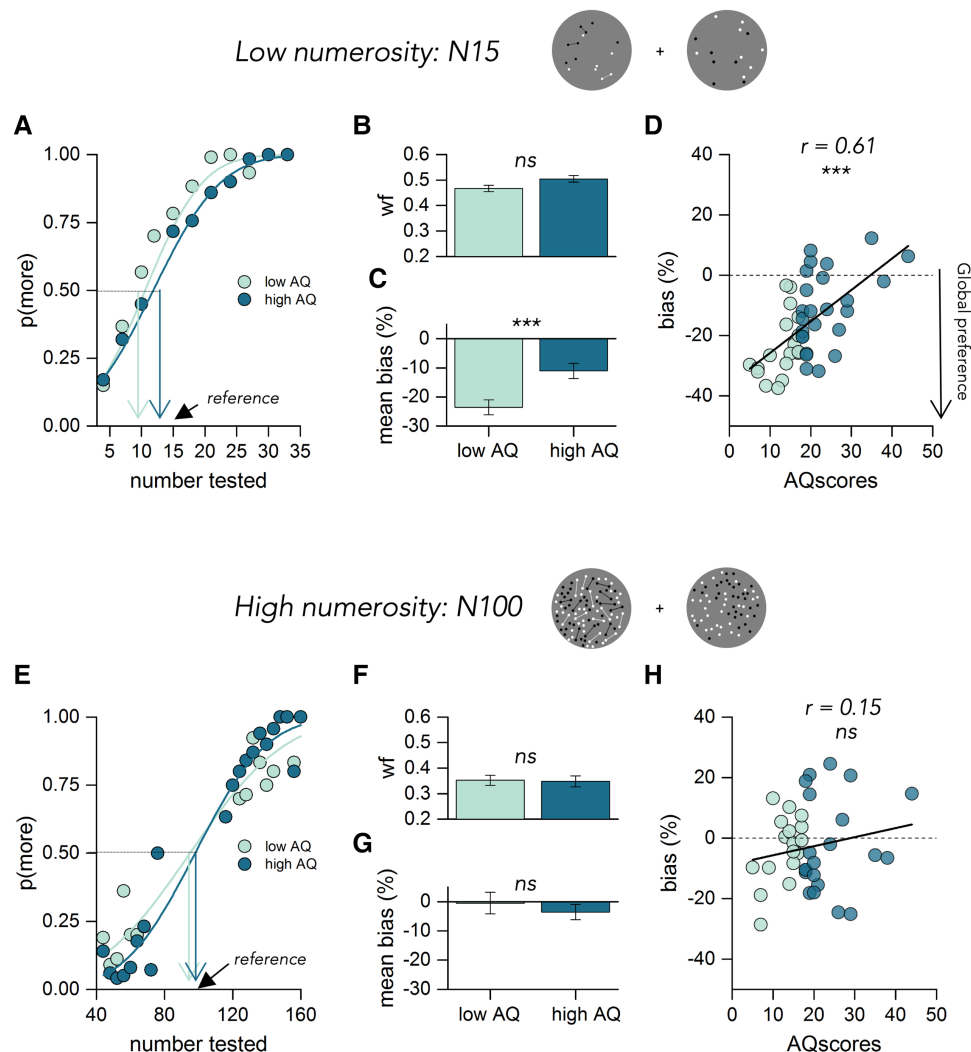 Low numerosity: N15
+
A
B
C
D
1.00
0.75
0.50
0.25
0.00
p(more)
low AQ
high AQ
reference
5 10 15 20 25 30 35
number tested
0.6
0.5
0.4
0.3
0.2
wf
ns
0
-10
-20
-30
mean bias (%)
***
low AQ high AQ
r = 0.61
***
40
20
0
-20
-40
bias (%)
Global preference
0 10 20 30 40 50
AQscores
High numerosity: N100
+
E
F
G
H
1.00
0.75
0.50
0.25
0.00
p(more)
low AQ
high AQ
reference
40 80 120 160
number tested
0.6
0.5
0.4
0.3
0.2
wf
ns
0
-10
-20
-30
mean bias (%)
ns
low AQ high AQ
r = 0.15
ns
40
20
0
-20
-40
bias (%)
0 10 20 30 40 50
AQscores